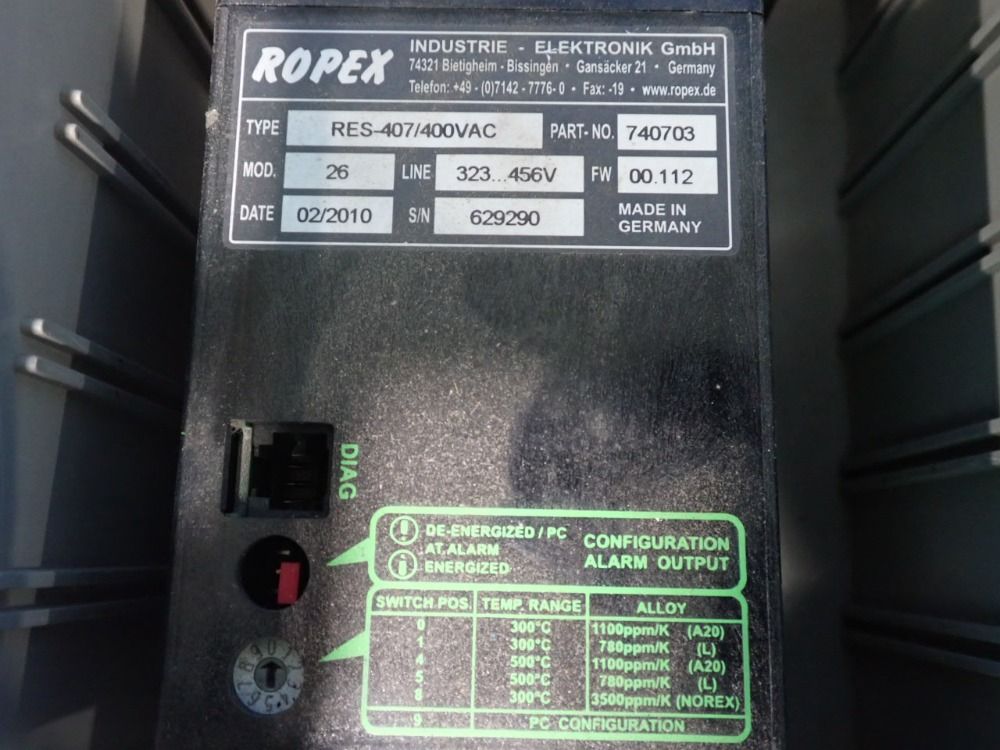 ROPEX
INDUSTRIE - ELEKTRONIK GmbH
74321 Bietigheim - Bissingen • Gansäcker 21 • Germany
Telefon: +49 - (0)7142 - 7776- 0 • Fax: -19 • www.ropex.de
TYPE RES-407/400VAC PART- NO. 740703
MOD. 26 LINE 323...456V FW 00.112
DATE 02/2010 S/N 629290 MADE IN
GERMANY
DIAG
DE-ENERGIZED / PC
AT ALARM
ENERGIZED
CONFIGURATION
ALARM OUTPUT
SWITCH POS. TEMP. RANGE ALLOY
0 300°C 1100ppm/K (A20)
1 300°C 780ppm/K (L)
4 500°C 1100ppm/K (A20)
5 500°C 780ppm/K (L)
8 300°C 3500ppm/K (NOREX)
9 PC CONFIGURATION